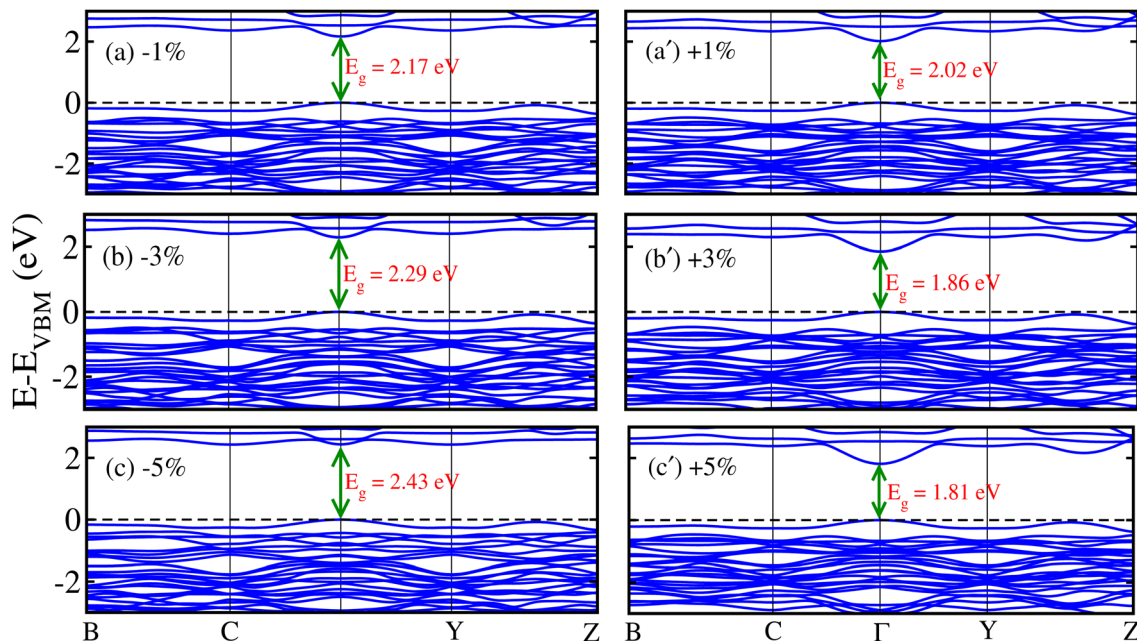 (a) -1%
E_g = 2.17 eV
2
0
-2
(a′) +1%
E_g = 2.02 eV
(b) -3%
E_g = 2.29 eV
2
0
-2
(b′) +3%
E_g = 1.86 eV
(c) -5%
E_g = 2.43 eV
2
0
-2
(c′) +5%
E_g = 1.81 eV
E-E_VBM (eV)
B C Y Z
B C Γ Y Z